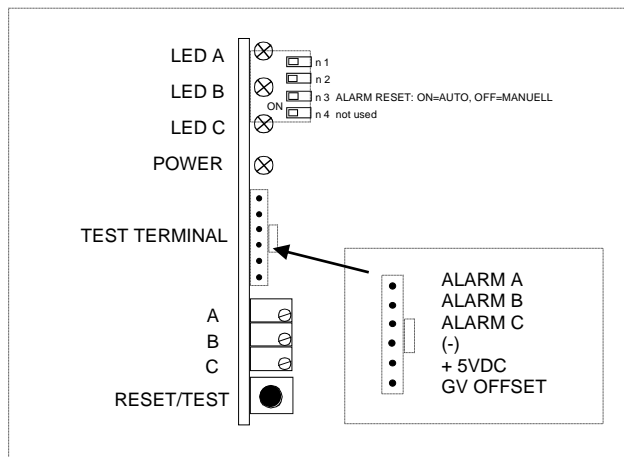 LED A
n 1
n 2
LED B
n 3 ALARM RESET: ON=AUTO, OFF=MANUELL
ON
n 4 not used
LED C
POWER
TEST TERMINAL
ALARM A
ALARM B
ALARM C
(-)
+ 5VDC
GV OFFSET
A
B
C
RESET/TEST